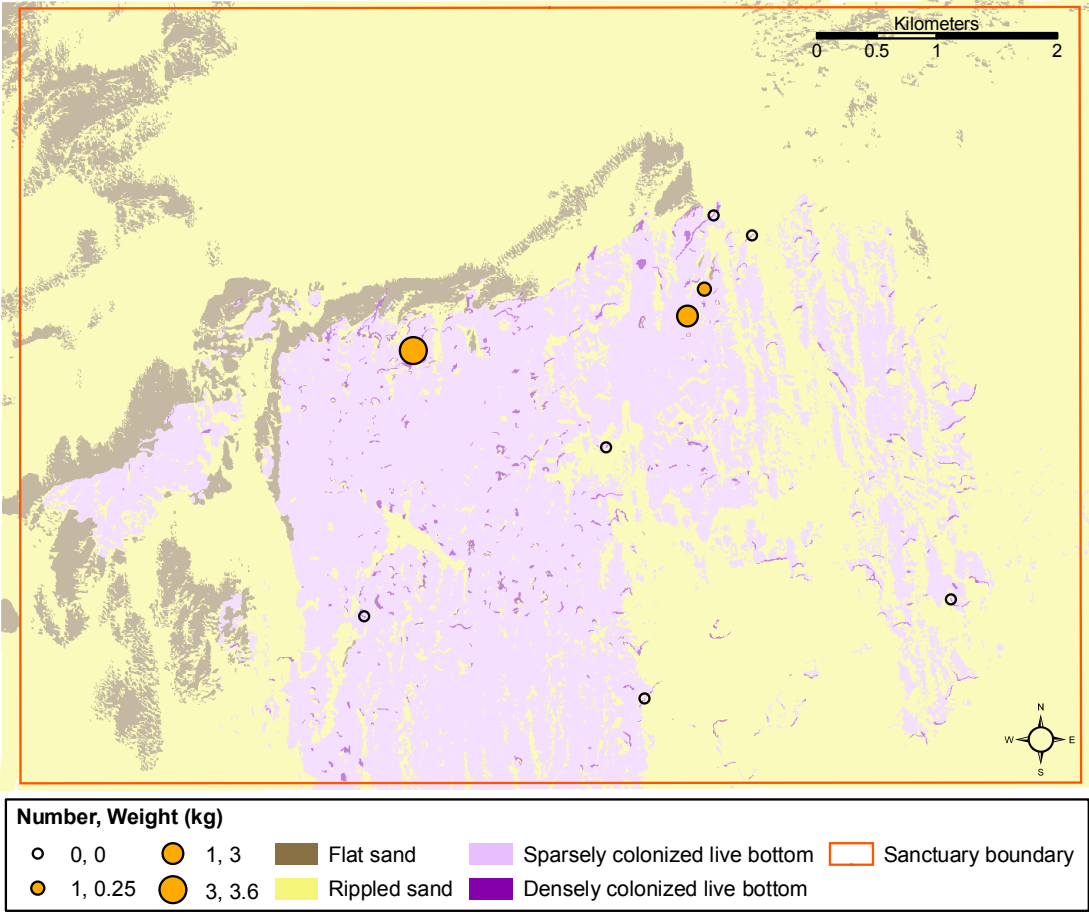 Kilometers
0 0.5 1 2
N
W E
S
Number, Weight (kg)
0, 0 1, 3 Flat sand Sparsely colonized live bottom Sanctuary boundary
1, 0.25 3, 3.6 Rippled sand Densely colonized live bottom